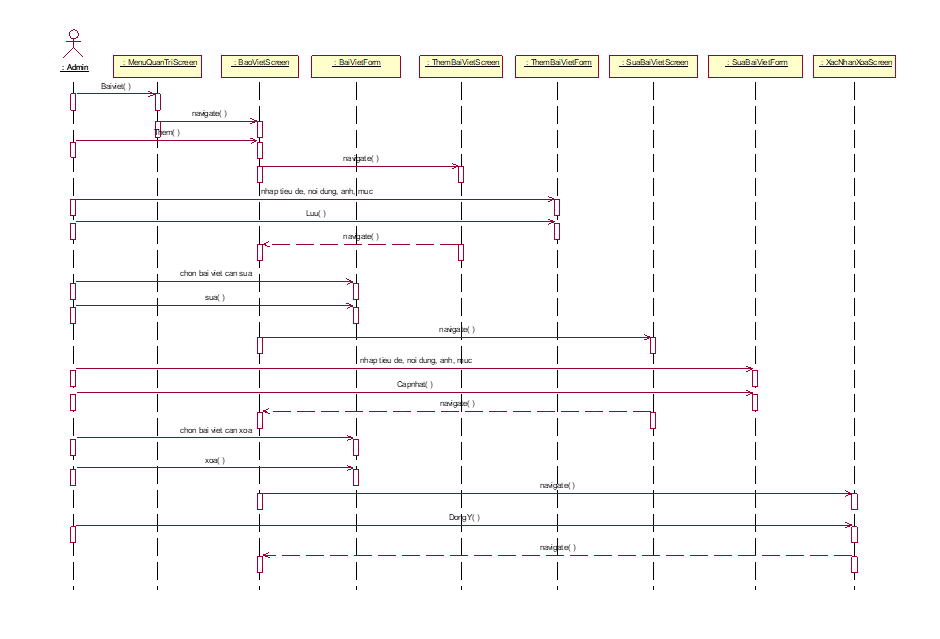 : Admin
: MenuQuanTriScreen
: BaoVietScreen
: BaiVietForm
: ThemBaiVietScreen
: ThemBaiVietForm
: SuaBaiVietScreen
: SuaBaiVietForm
: XacNhanXoaScreen
Baiviet( )
navigate( )
Them( )
navigate( )
nhap tieu de, noi dung, anh, muc
Luu( )
navigate( )
chon bai viet can sua
sua( )
navigate( )
nhap tieu de, noi dung, anh, muc
Capnhat( )
navigate( )
chon bai viet can xoa
xoa( )
navigate( )
DongY( )
navigate( )